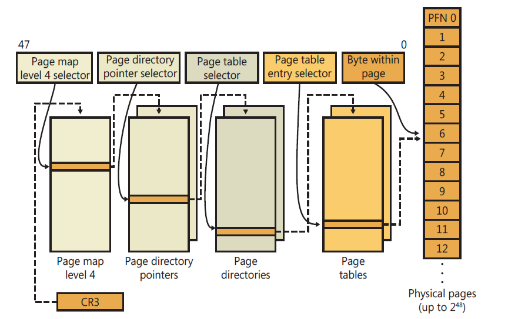 47
0
Page map
level 4 selector
Page directory
pointer selector
Page table
selector
Page table
entry selector
Byte within
page
PFN 0
1
2
3
4
5
6
7
8
9
10
11
12
Page map
level 4
Page directory
pointers
Page
directories
Page
tables
CR3
Physical pages
(up to 2⁴⁸)